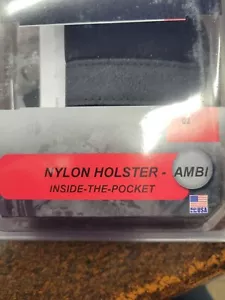 NYLON HOLSTER - AMBI
INSIDE-THE-POCKET